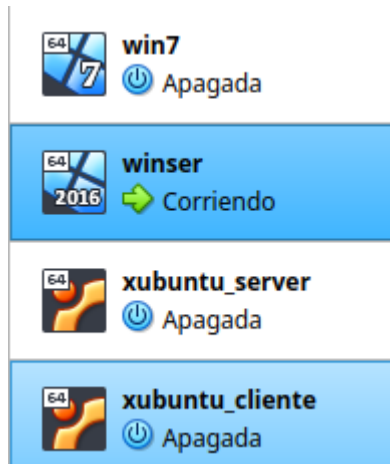 64
7
win7
Apagada
64
2016
winser
Corriendo
64
xubuntu_server
Apagada
64
xubuntu_cliente
Apagada